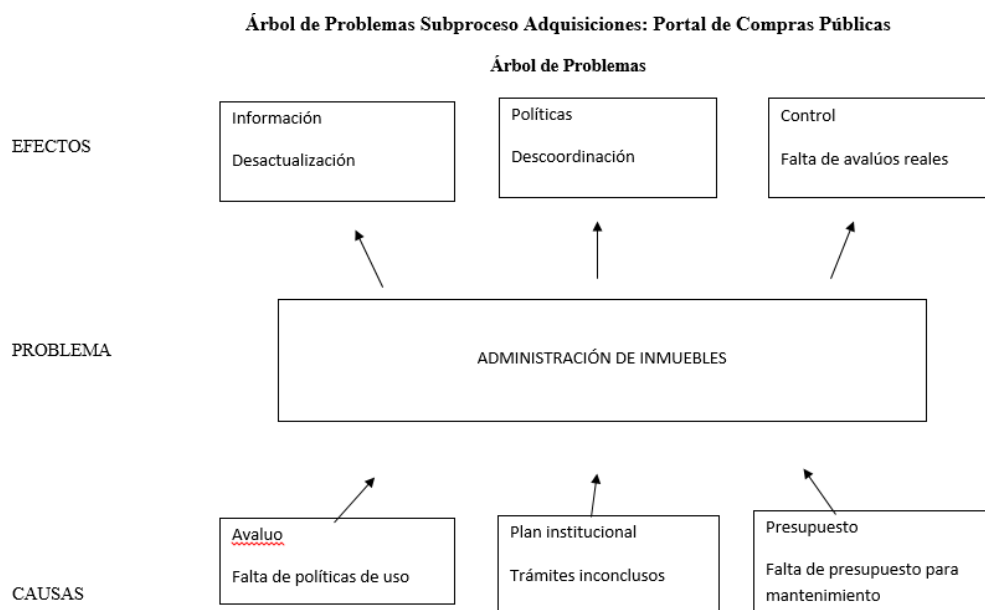 Árbol de Problemas Subproceso Adquisiciones: Portal de Compras Públicas
Árbol de Problemas
EFECTOS
Información
Desactualización
Políticas
Descoordinación
Control
Falta de avalúos reales
PROBLEMA
ADMINISTRACIÓN DE INMUEBLES
CAUSAS
Avaluo
Falta de políticas de uso
Plan institucional
Trámites inconclusos
Presupuesto
Falta de presupuesto para
mantenimiento